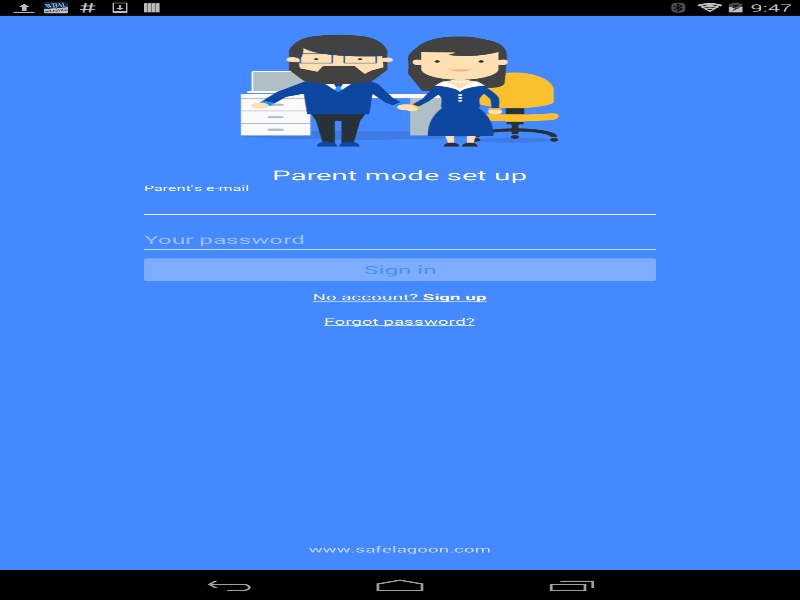 WBAL
#
9:47
Parent mode set up
Parent's e-mail
Your password
Sign in
No account? Sign up
Forgot password?
www.safelagoon.com